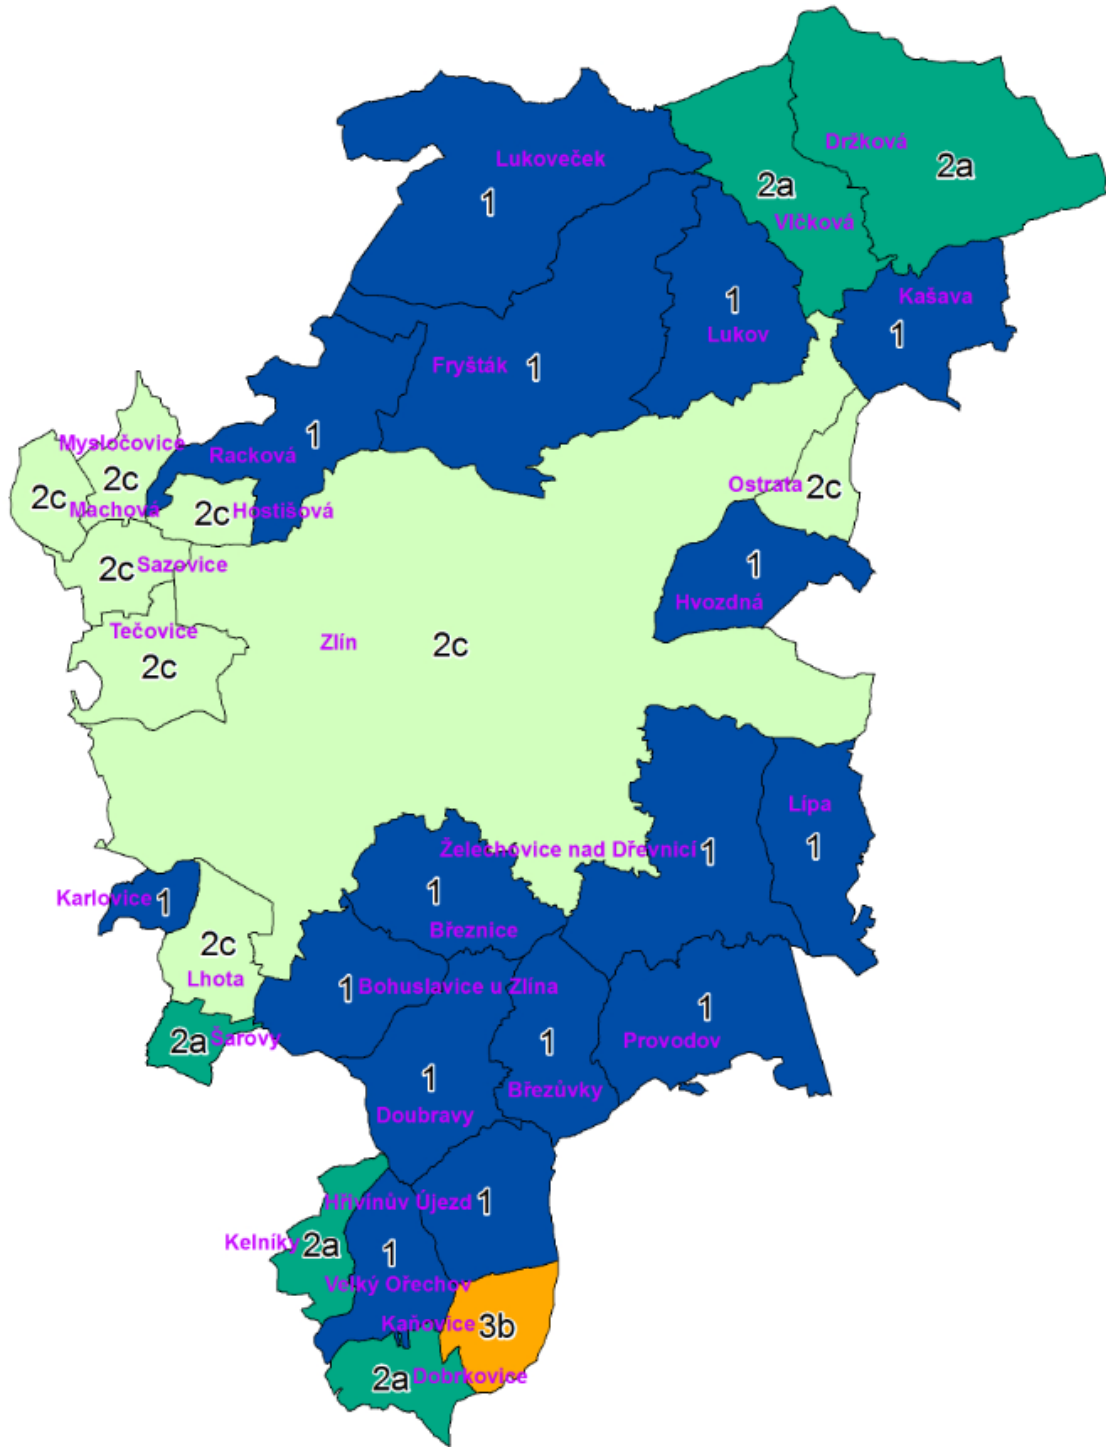 Držková
Lukoveček
2a
2a
1
Vlčková
Kašava
1
Lukov
1
Fryšták
1
1
Mysločovice
Racková
2c
Ostrata
2c
2c
Machová
2c
Hostišová
1
2c
Sazovice
Hvozdná
Tečovice
Zlín
2c
2c
Lípa
Želechovice nad Dřevnicí
1
1
1
Karlovice
1
Březnice
2c
Lhota
1
Bohuslavice u Zlína
1
2a
Šarovy
1
Provodov
1
Březůvky
Doubravy
Hřivínův Újezd
1
Kelníky
2a
1
Velký Ořechov
Kaňovice
3b
2a
Dobrkovice